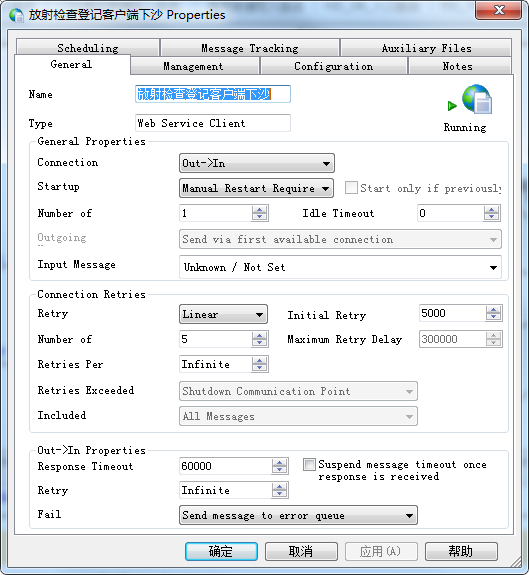 放射检查登记客户端下沙 Properties
Scheduling Message Tracking Auxiliary Files
General Management Configuration Notes
Name 放射检查登记客户端下沙
Type Web Service Client
Running
General Properties
Connection Out->In
Startup Manual Restart Require Start only if previously
Number of 1 Idle Timeout 0
Outgoing Send via first available connection
Input Message Unknown / Not Set
Connection Retries
Retry Linear Initial Retry 5000
Number of 5 Maximum Retry Delay 300000
Retries Per Infinite
Retries Exceeded Shutdown Communication Point
Included All Messages
Out->In Properties
Response Timeout 60000 Suspend message timeout once
response is received
Retry Infinite
Fail Send message to error queue
确定 取消 应用(A) 帮助